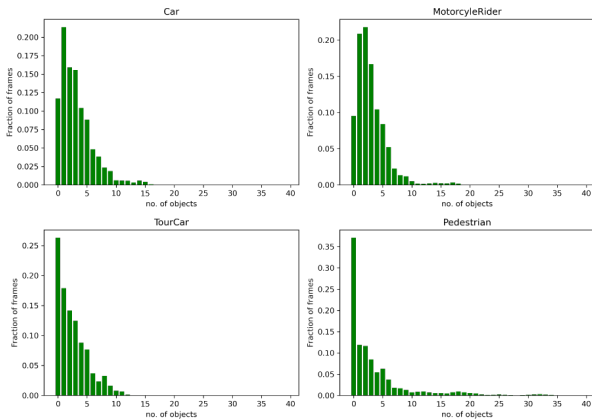 Car
Fraction of frames
0.200
0.175
0.150
0.125
0.100
0.075
0.050
0.025
0.000
0 5 10 15 20 25 30 35 40
no. of objects
MotorcyleRider
Fraction of frames
0.20
0.15
0.10
0.05
0.00
0 5 10 15 20 25 30 35 40
no. of objects
TourCar
Fraction of frames
0.25
0.20
0.15
0.10
0.05
0.00
0 5 10 15 20 25 30 35 40
no. of objects
Pedestrian
Fraction of frames
0.35
0.30
0.25
0.20
0.15
0.10
0.05
0.00
0 5 10 15 20 25 30 35 40
no. of objects